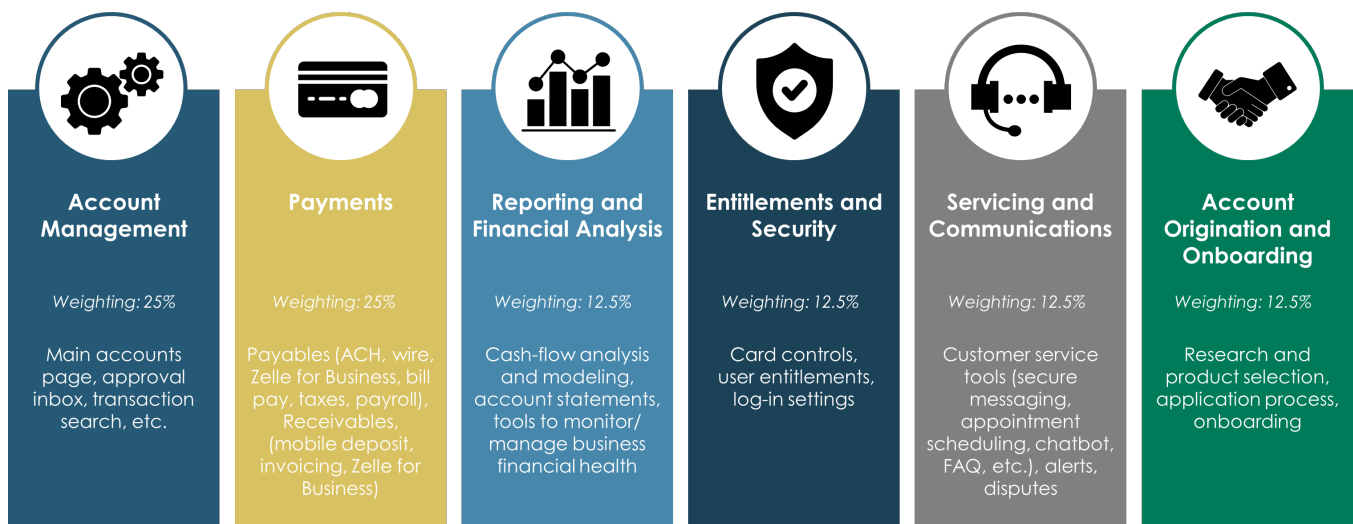 Account
Management
Weighting: 25%
Main accounts
page, approval
inbox, transaction
search, etc.
Payments
Weighting: 25%
Payables (ACH, wire,
Zelle for Business, bill
pay, taxes, payroll),
Receivables,
(mobile deposit,
invoicing, Zelle for
Business)
Reporting and
Financial Analysis
Weighting: 12.5%
Cash-flow analysis
and modeling,
account statements,
tools to monitor/
manage business
financial health
Entitlements and
Security
Weighting: 12.5%
Card controls,
user entitlements,
log-in settings
Servicing and
Communications
Weighting: 12.5%
Customer service
tools (secure
messaging,
appointment
scheduling, chatbot,
FAQ, etc.), alerts,
disputes
Account
Origination and
Onboarding
Weighting: 12.5%
Research and
product selection,
application process,
onboarding